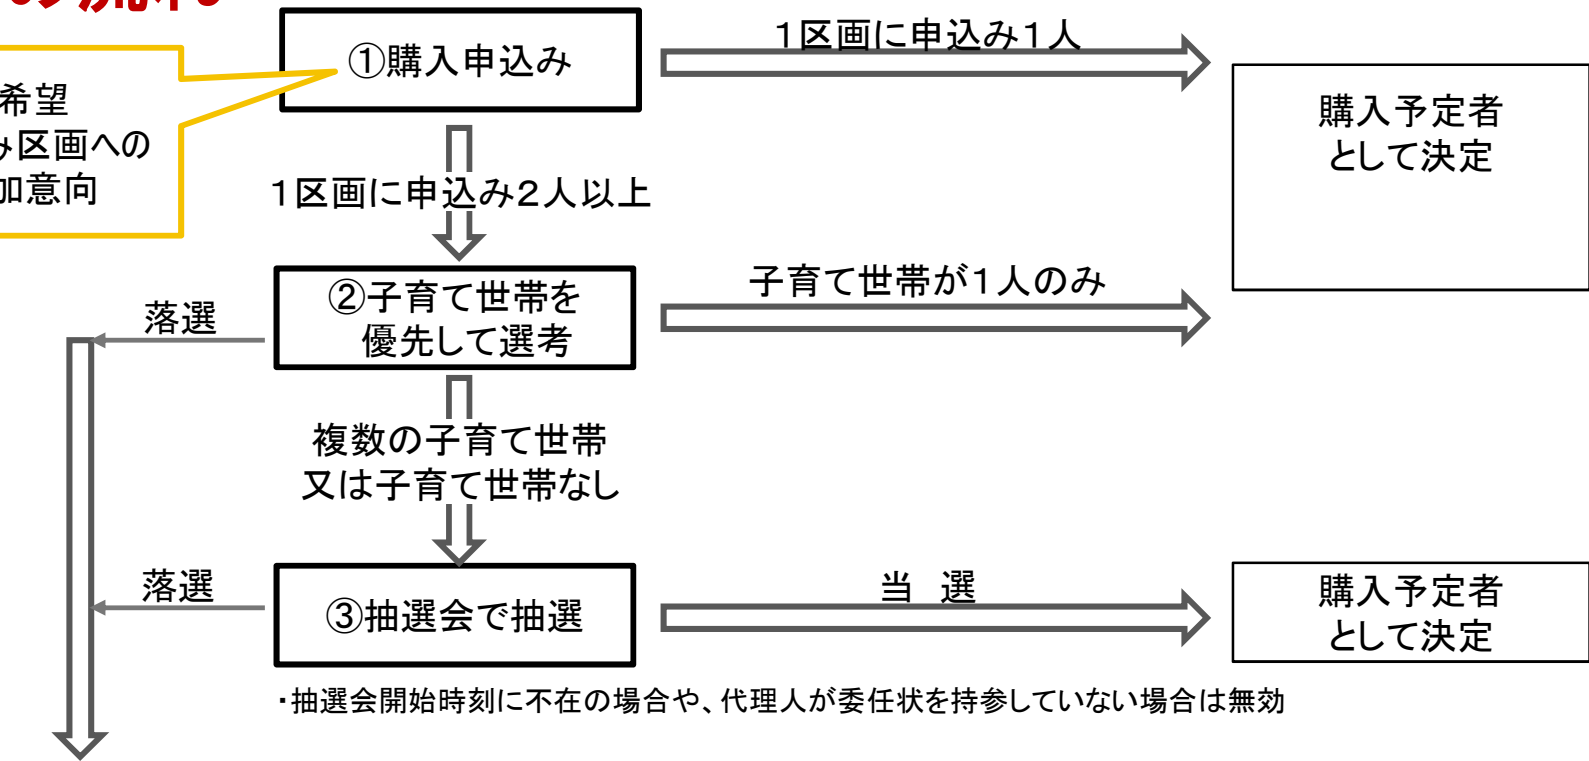 の流れ
①購入申込み
1区画に申込み1人
希望
み区画への
加意向
購入予定者
として決定
1区画に申込み2人以上
②子育て世帯を
優先して選考
子育て世帯が1人のみ
落選
複数の子育て世帯
又は子育て世帯なし
③抽選会で抽選
落選
当　選
購入予定者
として決定
・抽選会開始時刻に不在の場合や、代理人が委任状を持参していない場合は無効